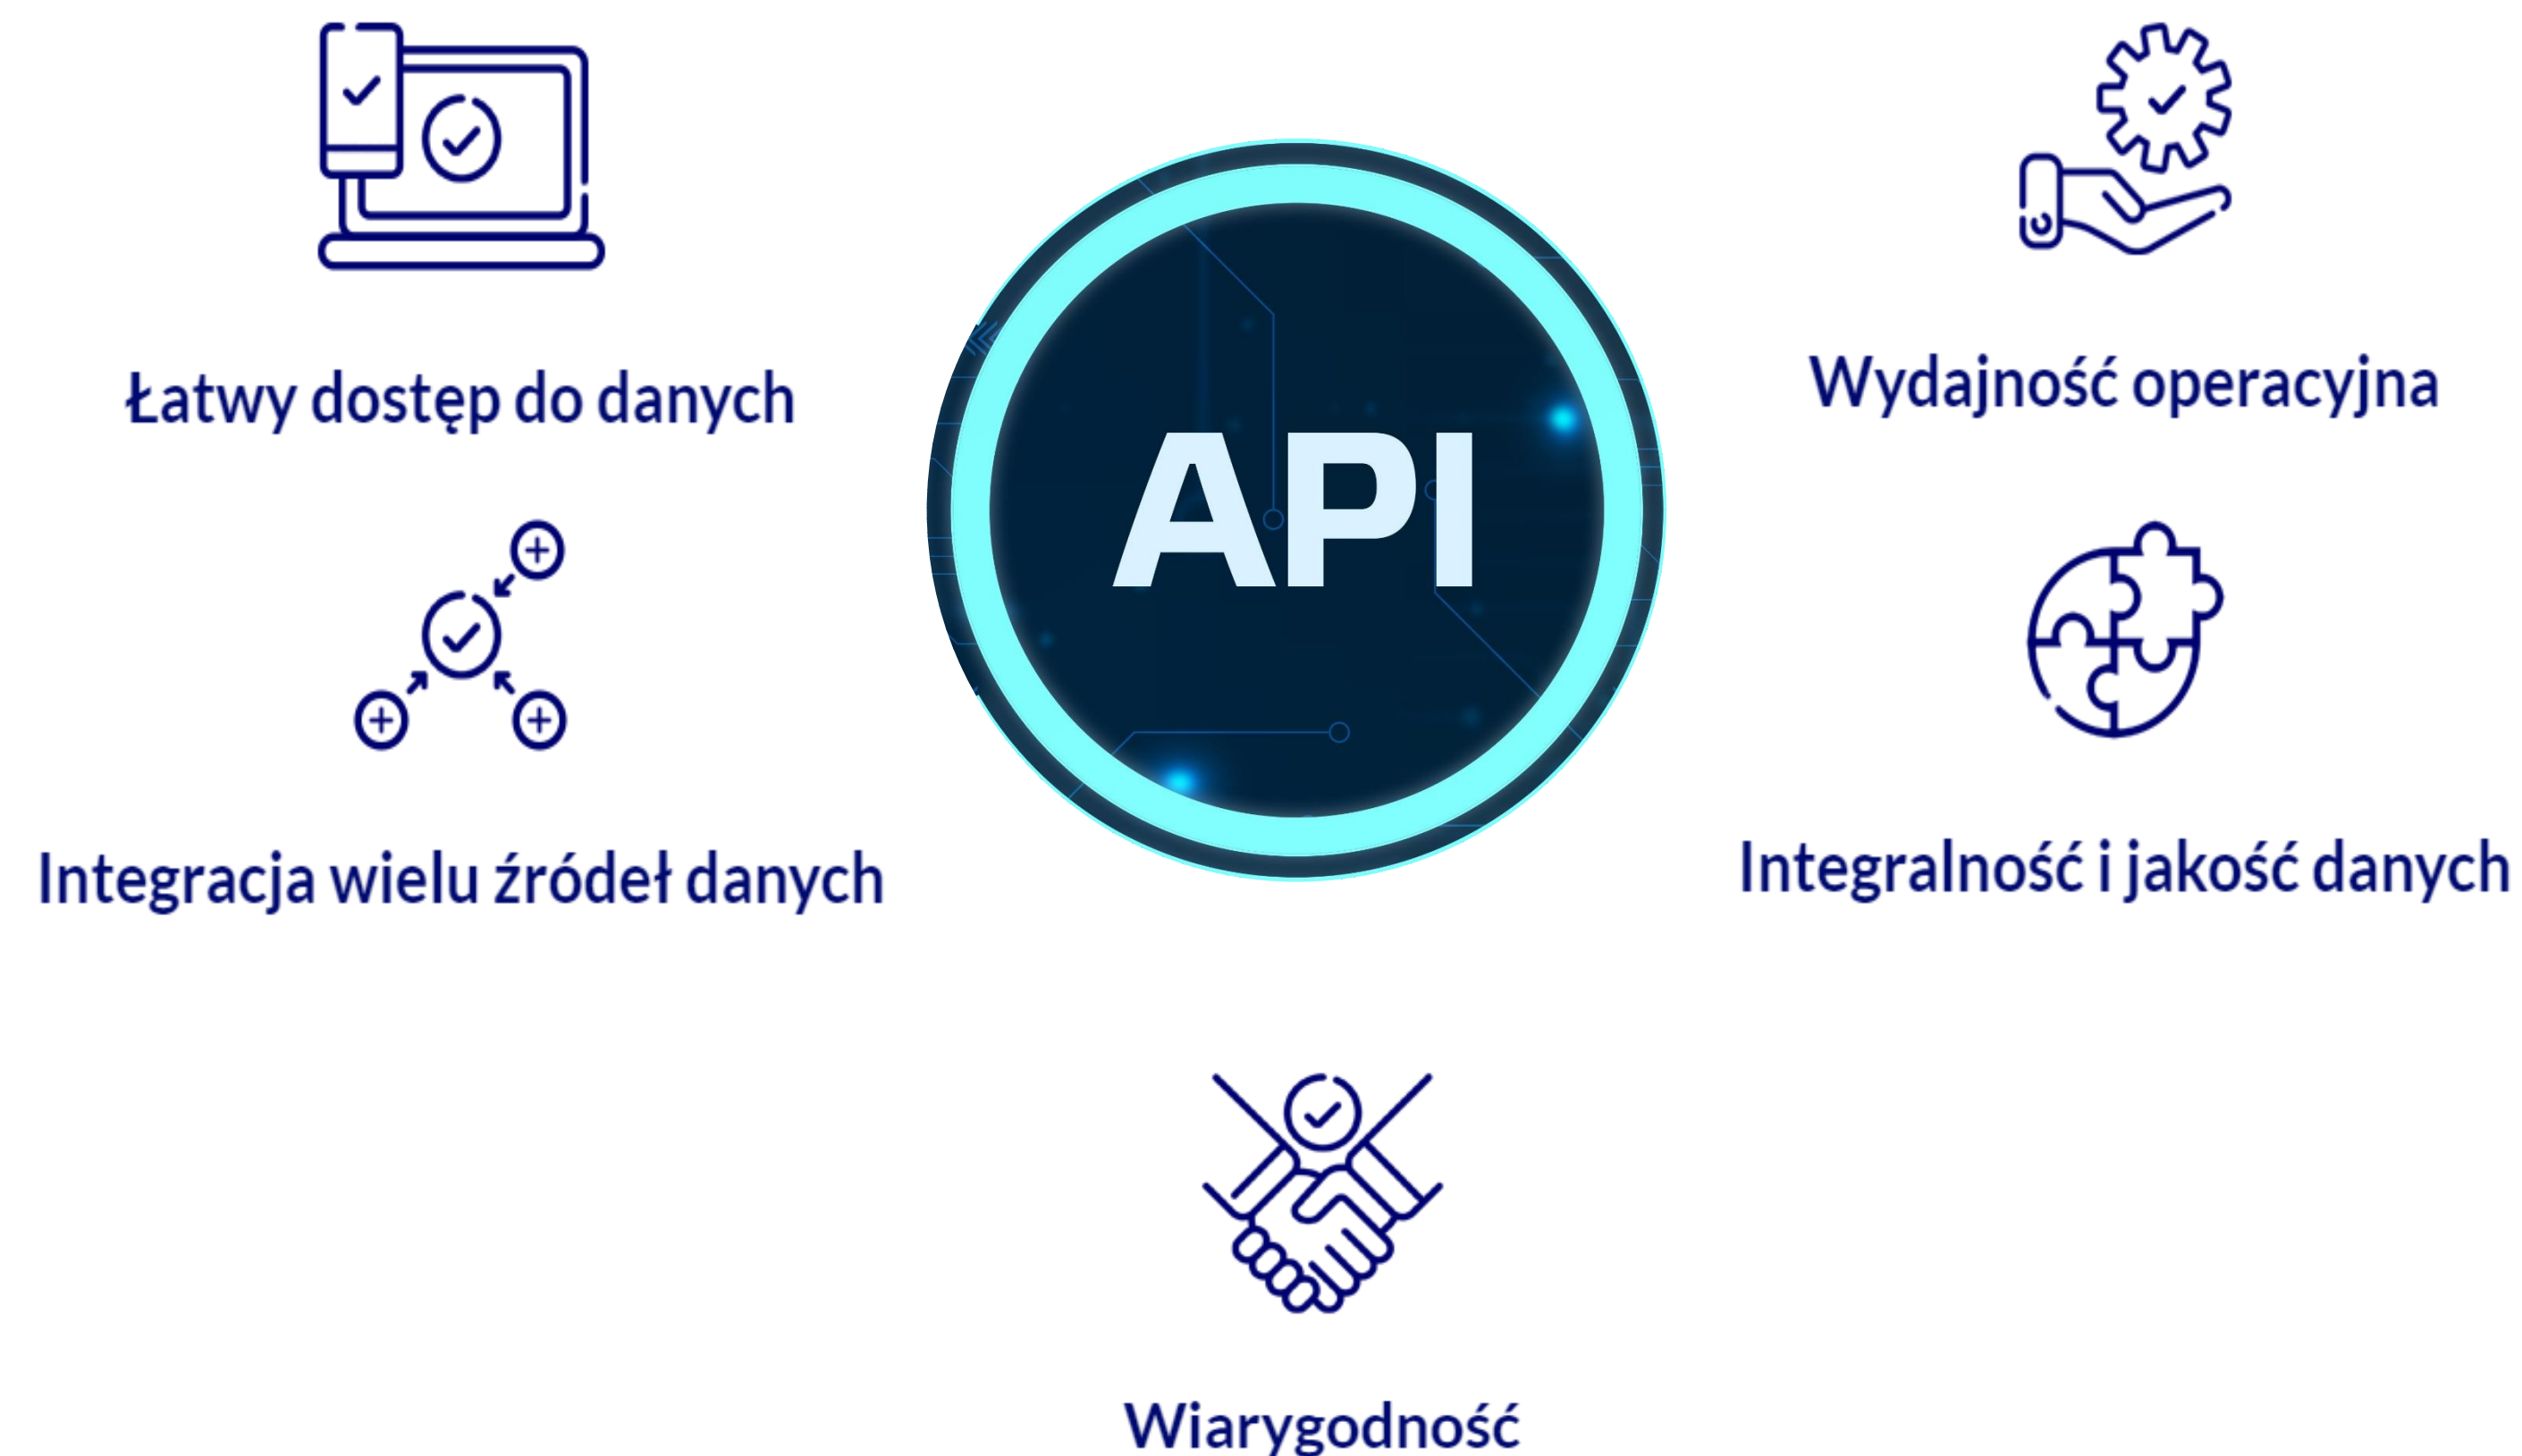 Łatwy dostęp do danych
Wydajność operacyjna
API
Integracja wielu źródeł danych
Integralność i jakość danych
Wiarygodność